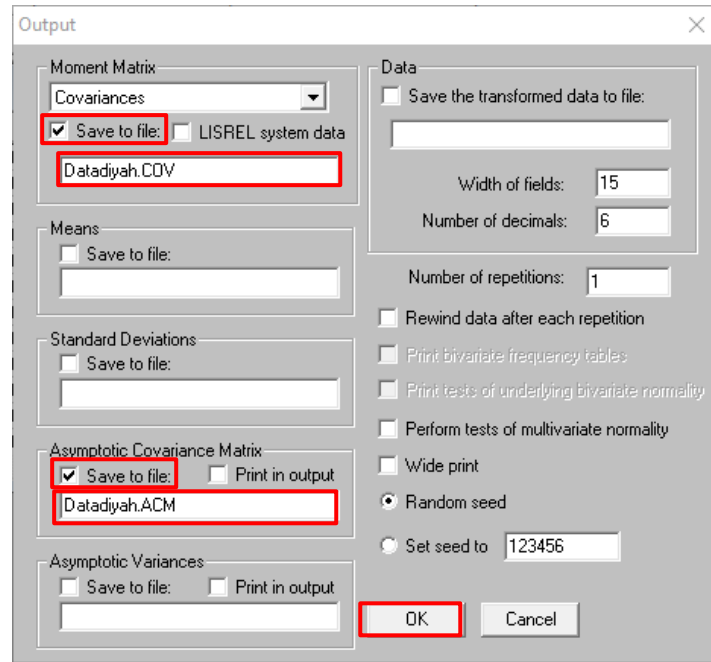 Output
Moment Matrix
Covariances
Save to file:
LISREL system data
Datadiyah.COV
Means
Save to file:
Standard Deviations
Save to file:
Asymptotic Covariance Matrix
Save to file:
Print in output
Datadiyah.ACM
Asymptotic Variances
Save to file:
Print in output
Data
Save the transformed data to file:
Width of fields:
15
Number of decimals:
6
Number of repetitions:
1
Rewind data after each repetition
Print bivariate frequency tables
Print tests of underlying bivariate normality
Perform tests of multivariate normality
Wide print
Random seed
Set seed to
123456
OK
Cancel